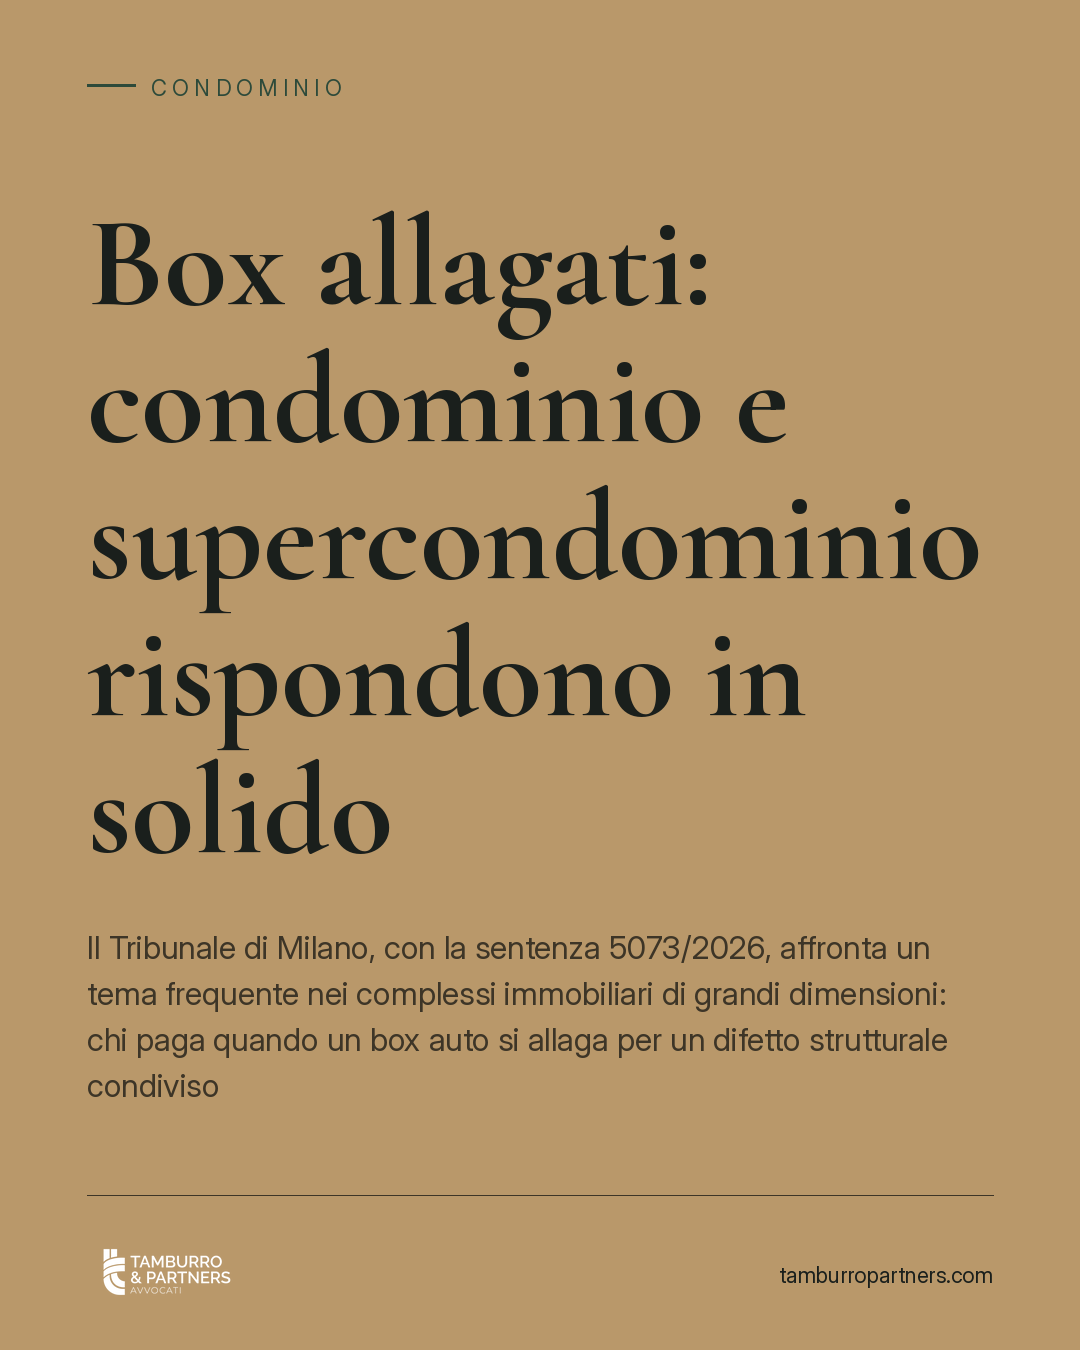 CONDOMINIO
Box allagati:
condominio e
supercondominio
rispondono in
solido
Il Tribunale di Milano, con la sentenza 5073/2026, affronta un
tema frequente nei complessi immobiliari di grandi dimensioni:
chi paga quando un box auto si allaga per un difetto strutturale
condiviso
TAMBURRO
& PARTNERS
AVVOCATI
tamburropartners.com